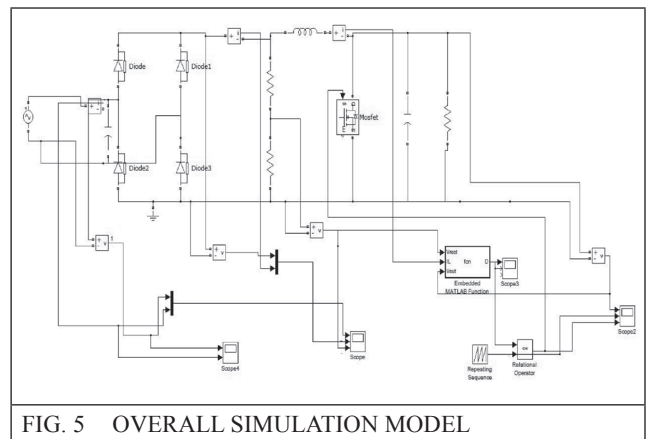 Diode
Diode1
Mosfet
Diode2
Diode3
Vrect
IL
Vout
fcn
D
Embedded
MATLAB Function
Scope3
Scope2
Repeating
Sequence
Relational
Operator
Scope
Scope4
FIG. 5 OVERALL SIMULATION MODEL